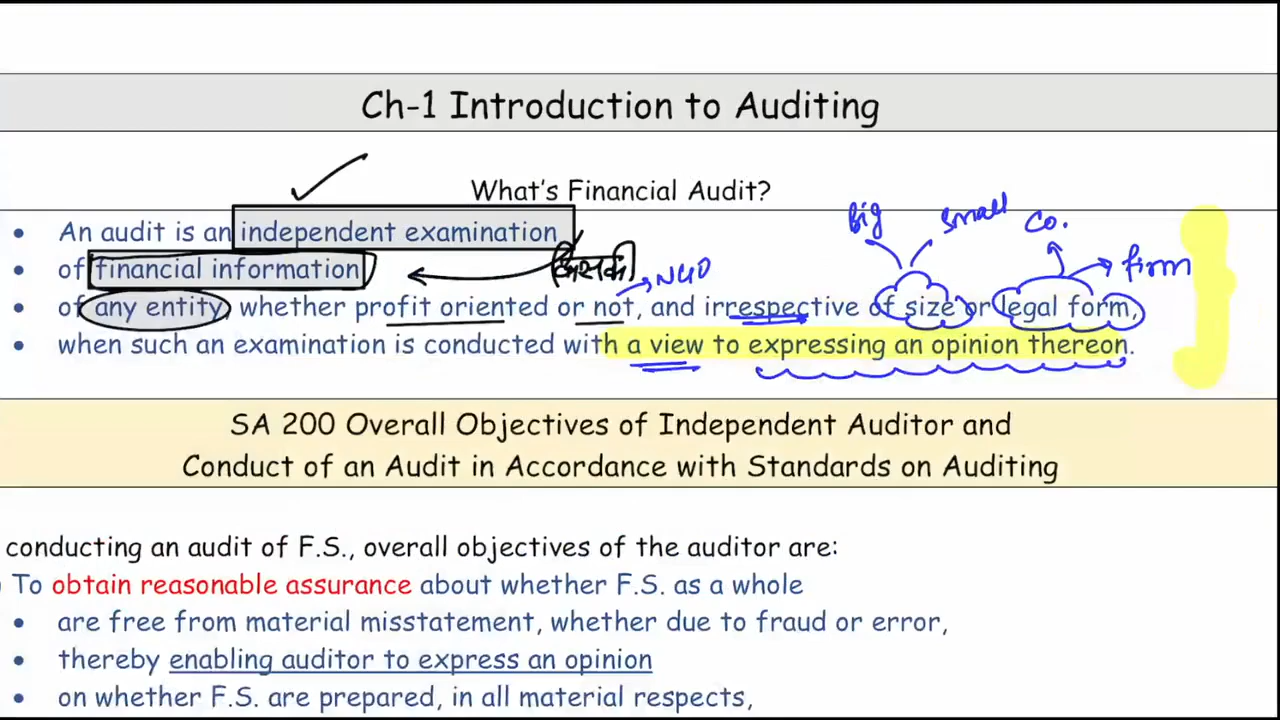 Ch-1 Introduction to Auditing
What's Financial Audit?
big small Co.
• An audit is an independent examination
• of financial information
NGO firm
• of any entity, whether profit oriented or not, and irrespective of size or legal form,
• when such an examination is conducted with a view to expressing an opinion thereon.
SA 200 Overall Objectives of Independent Auditor and
Conduct of an Audit in Accordance with Standards on Auditing
conducting an audit of F.S., overall objectives of the auditor are:
To obtain reasonable assurance about whether F.S. as a whole
• are free from material misstatement, whether due to fraud or error,
• thereby enabling auditor to express an opinion
• on whether F.S. are prepared, in all material respects,